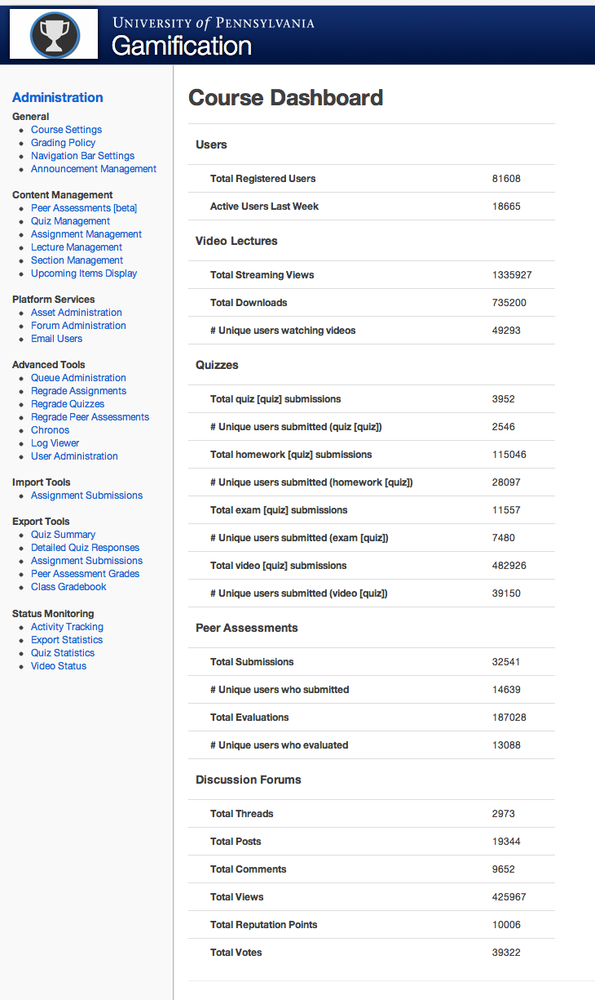 UNIVERSITY of PENNSYLVANIA
Gamification
Administration
General
Course Settings
Grading Policy
Navigation Bar Settings
Announcement Management
Content Management
Peer Assessments [beta]
Quiz Management
Assignment Management
Lecture Management
Section Management
Upcoming Items Display
Platform Services
Asset Administration
Forum Administration
Email Users
Advanced Tools
Queue Administration
Regrade Assignments
Regrade Quizzes
Regrade Peer Assessments
Chronos
Log Viewer
User Administration
Import Tools
Assignment Submissions
Export Tools
Quiz Summary
Detailed Quiz Responses
Assignment Submissions
Peer Assessment Grades
Class Gradebook
Status Monitoring
Activity Tracking
Export Statistics
Quiz Statistics
Video Status
Course Dashboard
Users
Total Registered Users 81608
Active Users Last Week 18665
Video Lectures
Total Streaming Views 1335927
Total Downloads 735200
# Unique users watching videos 49293
Quizzes
Total quiz [quiz] submissions 3952
# Unique users submitted (quiz [quiz]) 2546
Total homework [quiz] submissions 115046
# Unique users submitted (homework [quiz]) 28097
Total exam [quiz] submissions 11557
# Unique users submitted (exam [quiz]) 7480
Total video [quiz] submissions 482926
# Unique users submitted (video [quiz]) 39150
Peer Assessments
Total Submissions 32541
# Unique users who submitted 14639
Total Evaluations 187028
# Unique users who evaluated 13088
Discussion Forums
Total Threads 2973
Total Posts 19344
Total Comments 9652
Total Views 425967
Total Reputation Points 10006
Total Votes 39322